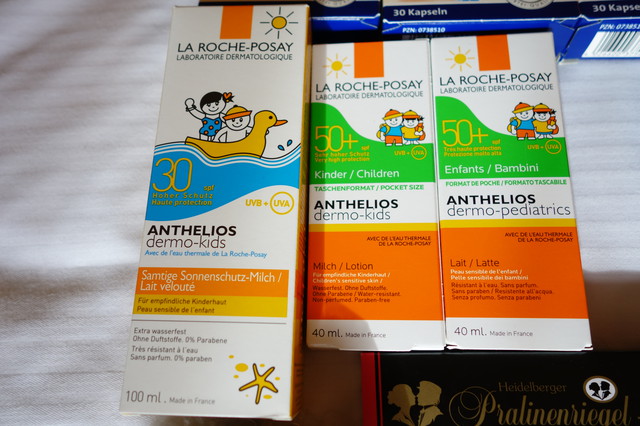 30 Kapseln
PZN: 0738510
30 Kapseln
PZN: 0738510
LA ROCHE-POSAY
LABORATOIRE DERMATOLOGIQUE
30 spf
Hoher Schutz
Haute protection
UVB + UVA
ANTHELIOS
dermo-kids
Avec de l'eau thermale de La Roche-Posay
Samtige Sonnenschutz-Milch /
Lait velouté
Für empfindliche Kinderhaut
Peau sensible de l'enfant
Extra wasserfest
Ohne Duftstoffe. 0% Parabene
Très résistant à l'eau
Sans parfum. 0% paraben
100 ml. Made in France
LA ROCHE-POSAY
LABORATOIRE DERMATOLOGIQUE
50+ spf
Sehr hoher Schutz
Very high protection
UVB + UVA
Kinder / Children
TASCHENFORMAT / POCKET SIZE
ANTHELIOS
dermo-kids
AVEC DE L'EAU THERMALE
DE LA ROCHE-POSAY
Milch / Lotion
Für empfindliche Kinderhaut /
Children's sensitive skin /
Wasserfest. Ohne Duftstoffe.
Ohne Parabene / Water-resistant.
Non-perfumed. Paraben-free
40 ml. Made in France
LA ROCHE-POSAY
LABORATOIRE DERMATOLOGIQUE
50+ spf
Très haute protection
Protezione molto alta
UVB + UVA
Enfants / Bambini
FORMAT DE POCHE / FORMATO TASCABILE
ANTHELIOS
dermo-pediatrics
AVEC DE L'EAU THERMALE
DE LA ROCHE-POSAY
Lait / Latte
Peau sensible de l'enfant /
Pelle sensibile dei bambini
Résistant à l'eau. Sans parfum.
Sans paraben / Resistente all'acqua.
Senza profumo. Senza parabeni
40 ml. Made in France
Heidelberger
Pralinenriegel